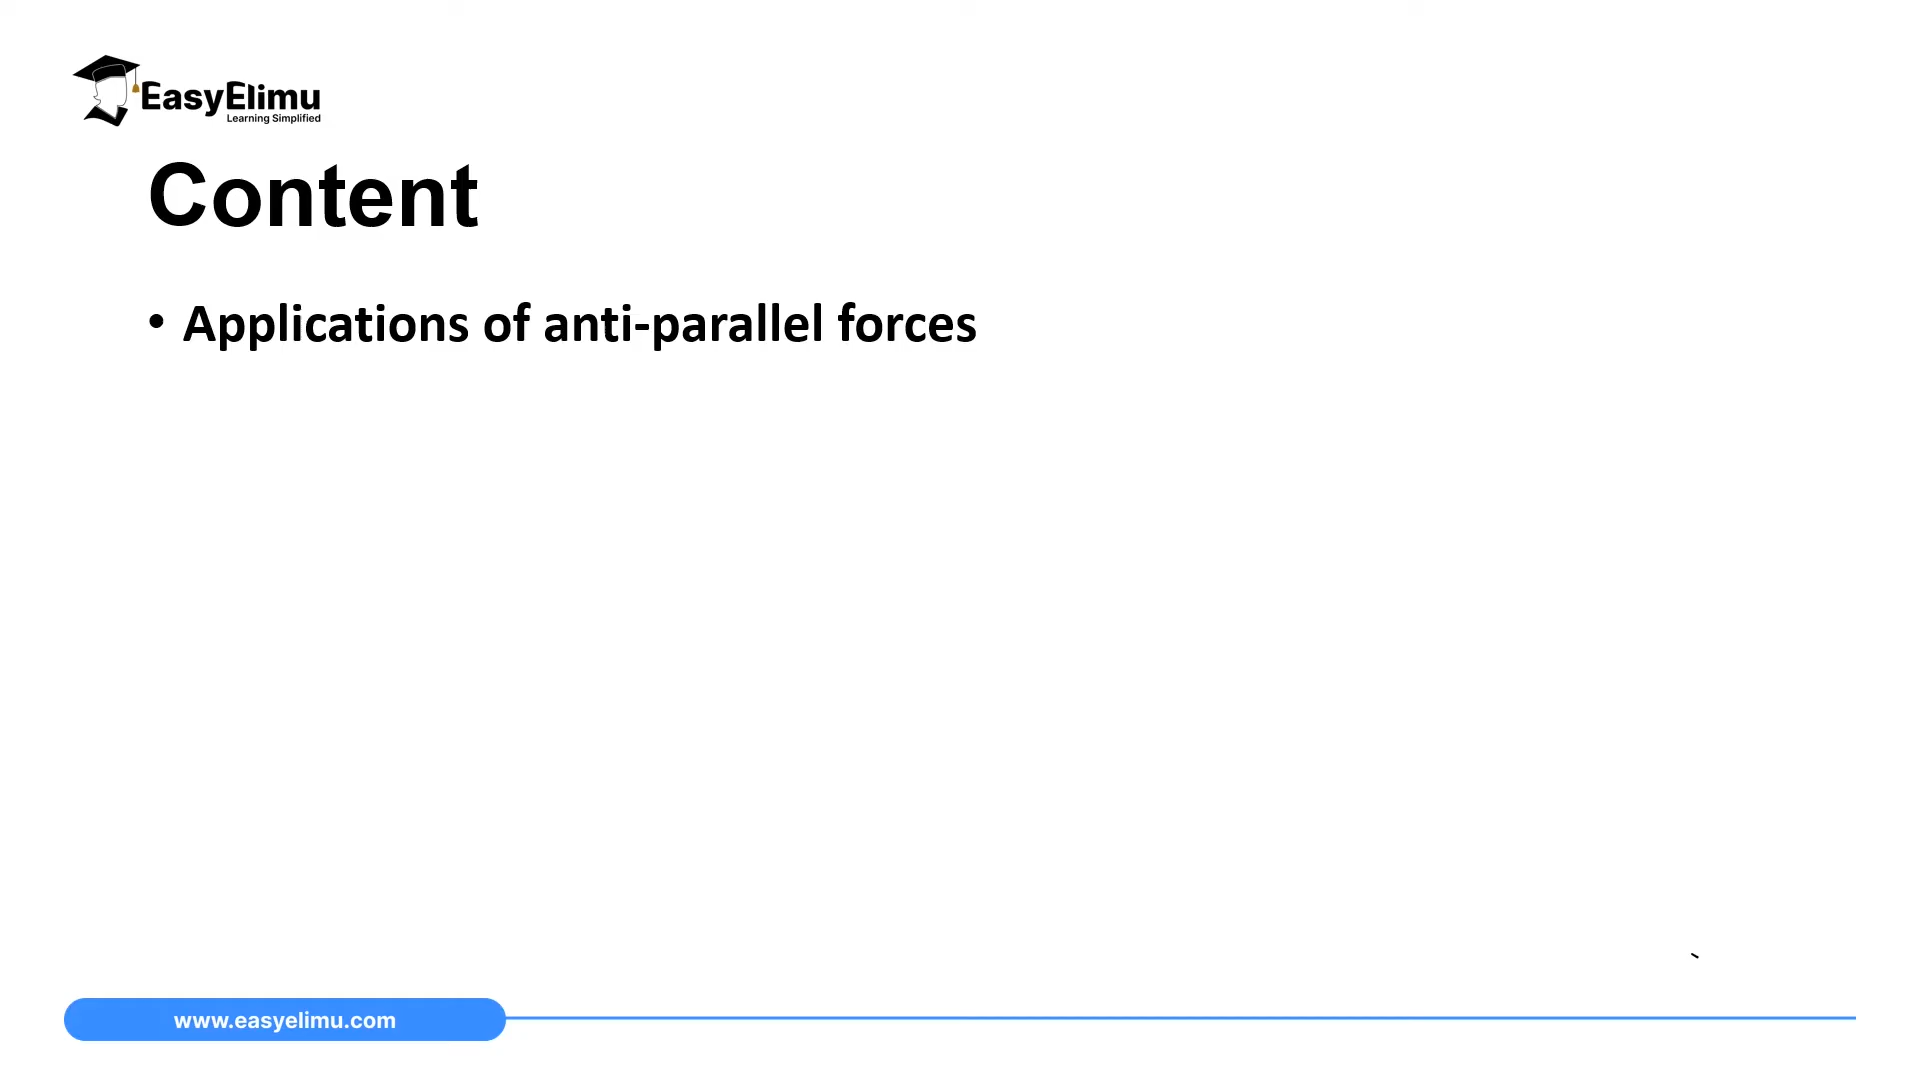 EasyElimu
Learning Simplified
Content
• Applications of anti-parallel forces
www.easyelimu.com